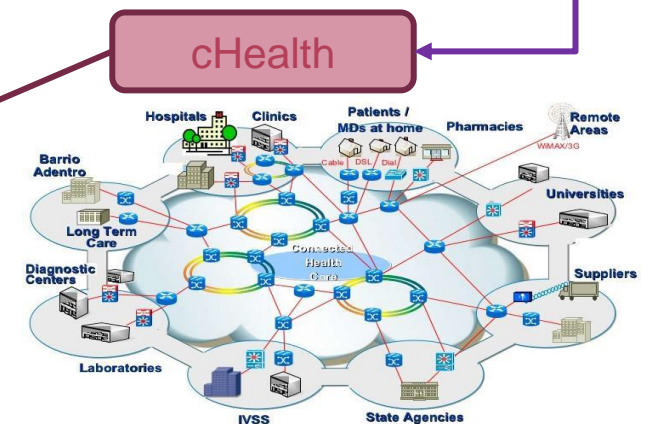 cHealth
Hospitals
Clinics
Patients /
MDs at home
Pharmacies
Remote
Areas
WiMAX/3G
Barrio
Adentro
Cable
DSL
Dial
Universities
Long Term
Care
Connected
Health
Care
Diagnostic
Centers
Suppliers
Laboratories
IVSS
State Agencies